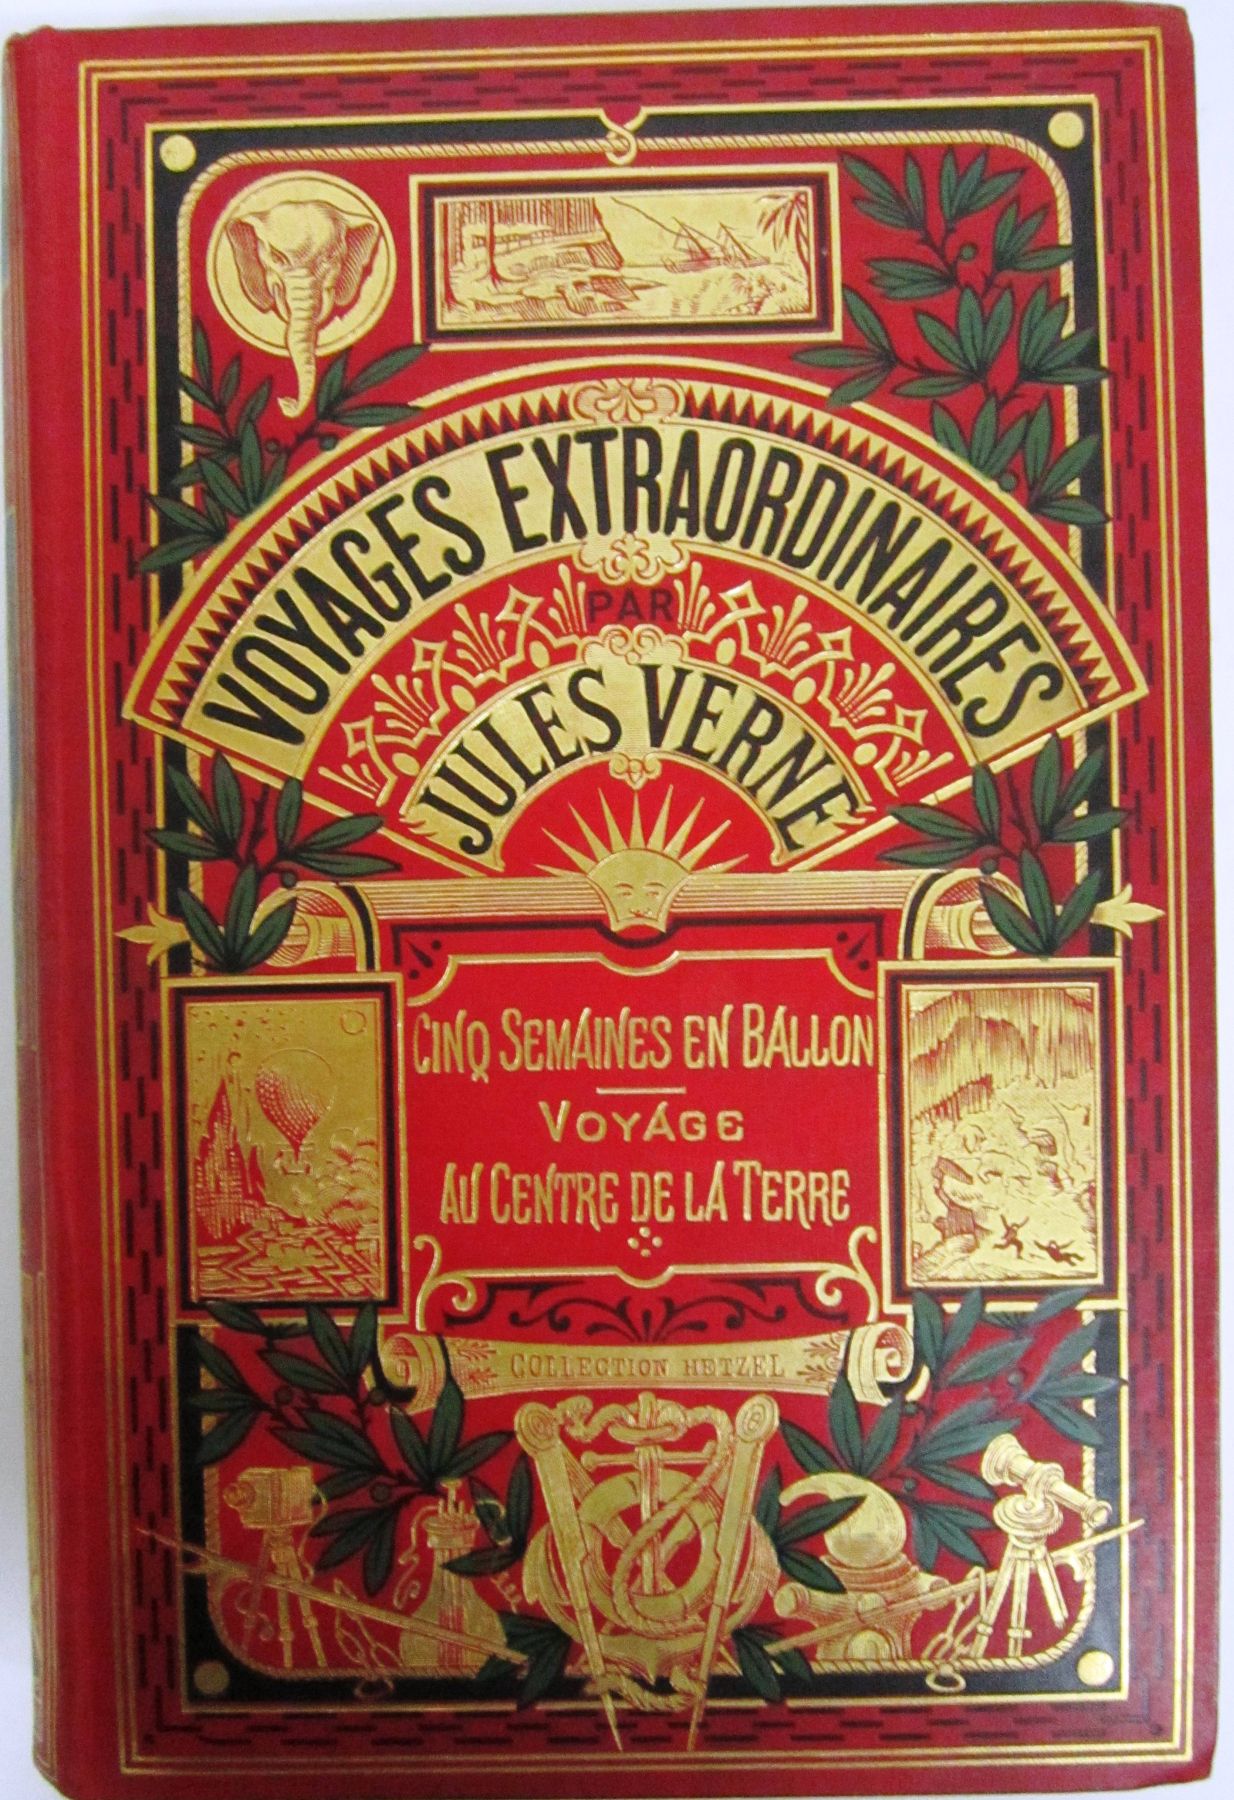 VOYAGES EXTRAORDINAIRES
PAR
JULES VERNE
CINQ SEMAINES EN BALLON
VOYAGE
AU CENTRE DE LA TERRE
COLLECTION HETZEL